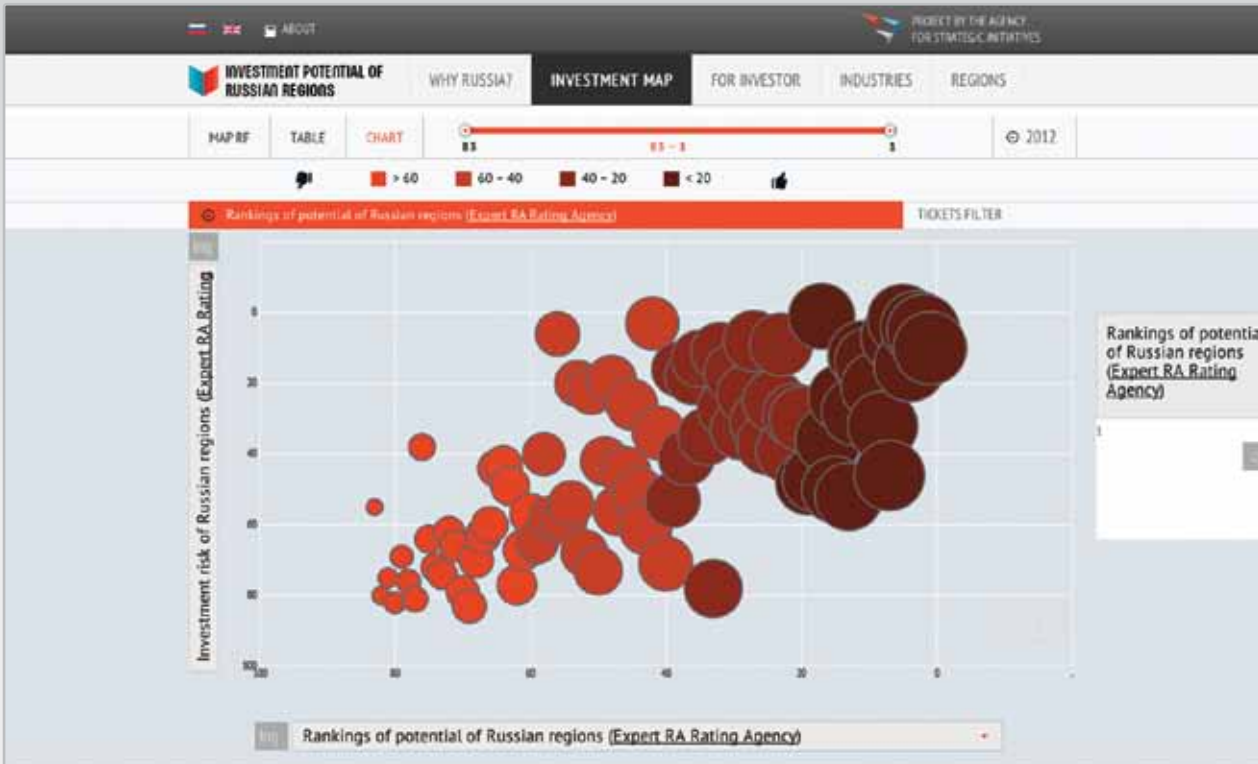 ABOUT
PROJECT BY THE AGENCY
FOR STRATEGIC INITIATIVES
INVESTMENT POTENTIAL OF
RUSSIAN REGIONS
WHY RUSSIA?
INVESTMENT MAP
FOR INVESTOR
INDUSTRIES
REGIONS
MAP RF
TABLE
CHART
83
83 – 1
1
2012
> 60
60 – 40
40 – 20
< 20
Rankings of potential of Russian regions (Expert RA Rating Agency)
TICKETS FILTER
Investment risk of Russian regions (Expert RA Rating
0
20
40
60
80
100
100
80
60
40
20
0
Rankings of potentia
of Russian regions
(Expert RA Rating
Agency)
1
Rankings of potential of Russian regions (Expert RA Rating Agency)